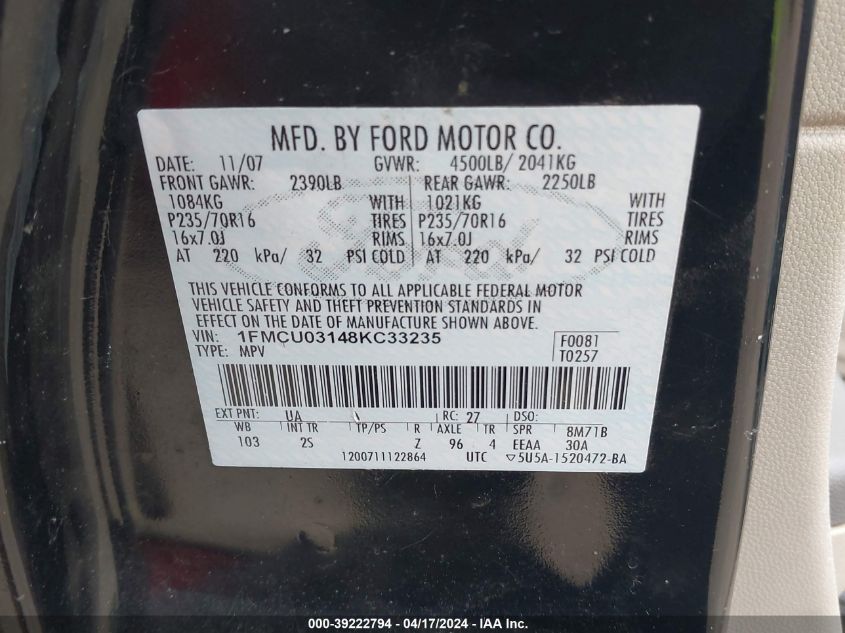 MFD. BY FORD MOTOR CO.
DATE: 11/07 GVWR: 4500LB/ 2041KG
FRONT GAWR: 2390LB REAR GAWR: 2250LB
1084KG WITH 1021KG WITH
P235/70R16 TIRES P235/70R16 TIRES
16x7.0J RIMS 16x7.0J RIMS
AT 220 kPa/ 32 PSI COLD AT 220 kPa/ 32 PSI COLD
THIS VEHICLE CONFORMS TO ALL APPLICABLE FEDERAL MOTOR
VEHICLE SAFETY AND THEFT PREVENTION STANDARDS IN
EFFECT ON THE DATE OF MANUFACTURE SHOWN ABOVE.
VIN: 1FMCU03148KC33235 F0081
TYPE: MPV T0257
EXT PNT: UA RC: 27 DSO:
WB INT TR TP/PS R AXLE TR SPR 8M71B
103 2S Z 96 4 EEAA 30A
1200711122864 UTC ▽5U5A-1520472-BA
000-39222794 - 04/17/2024 - IAA Inc.